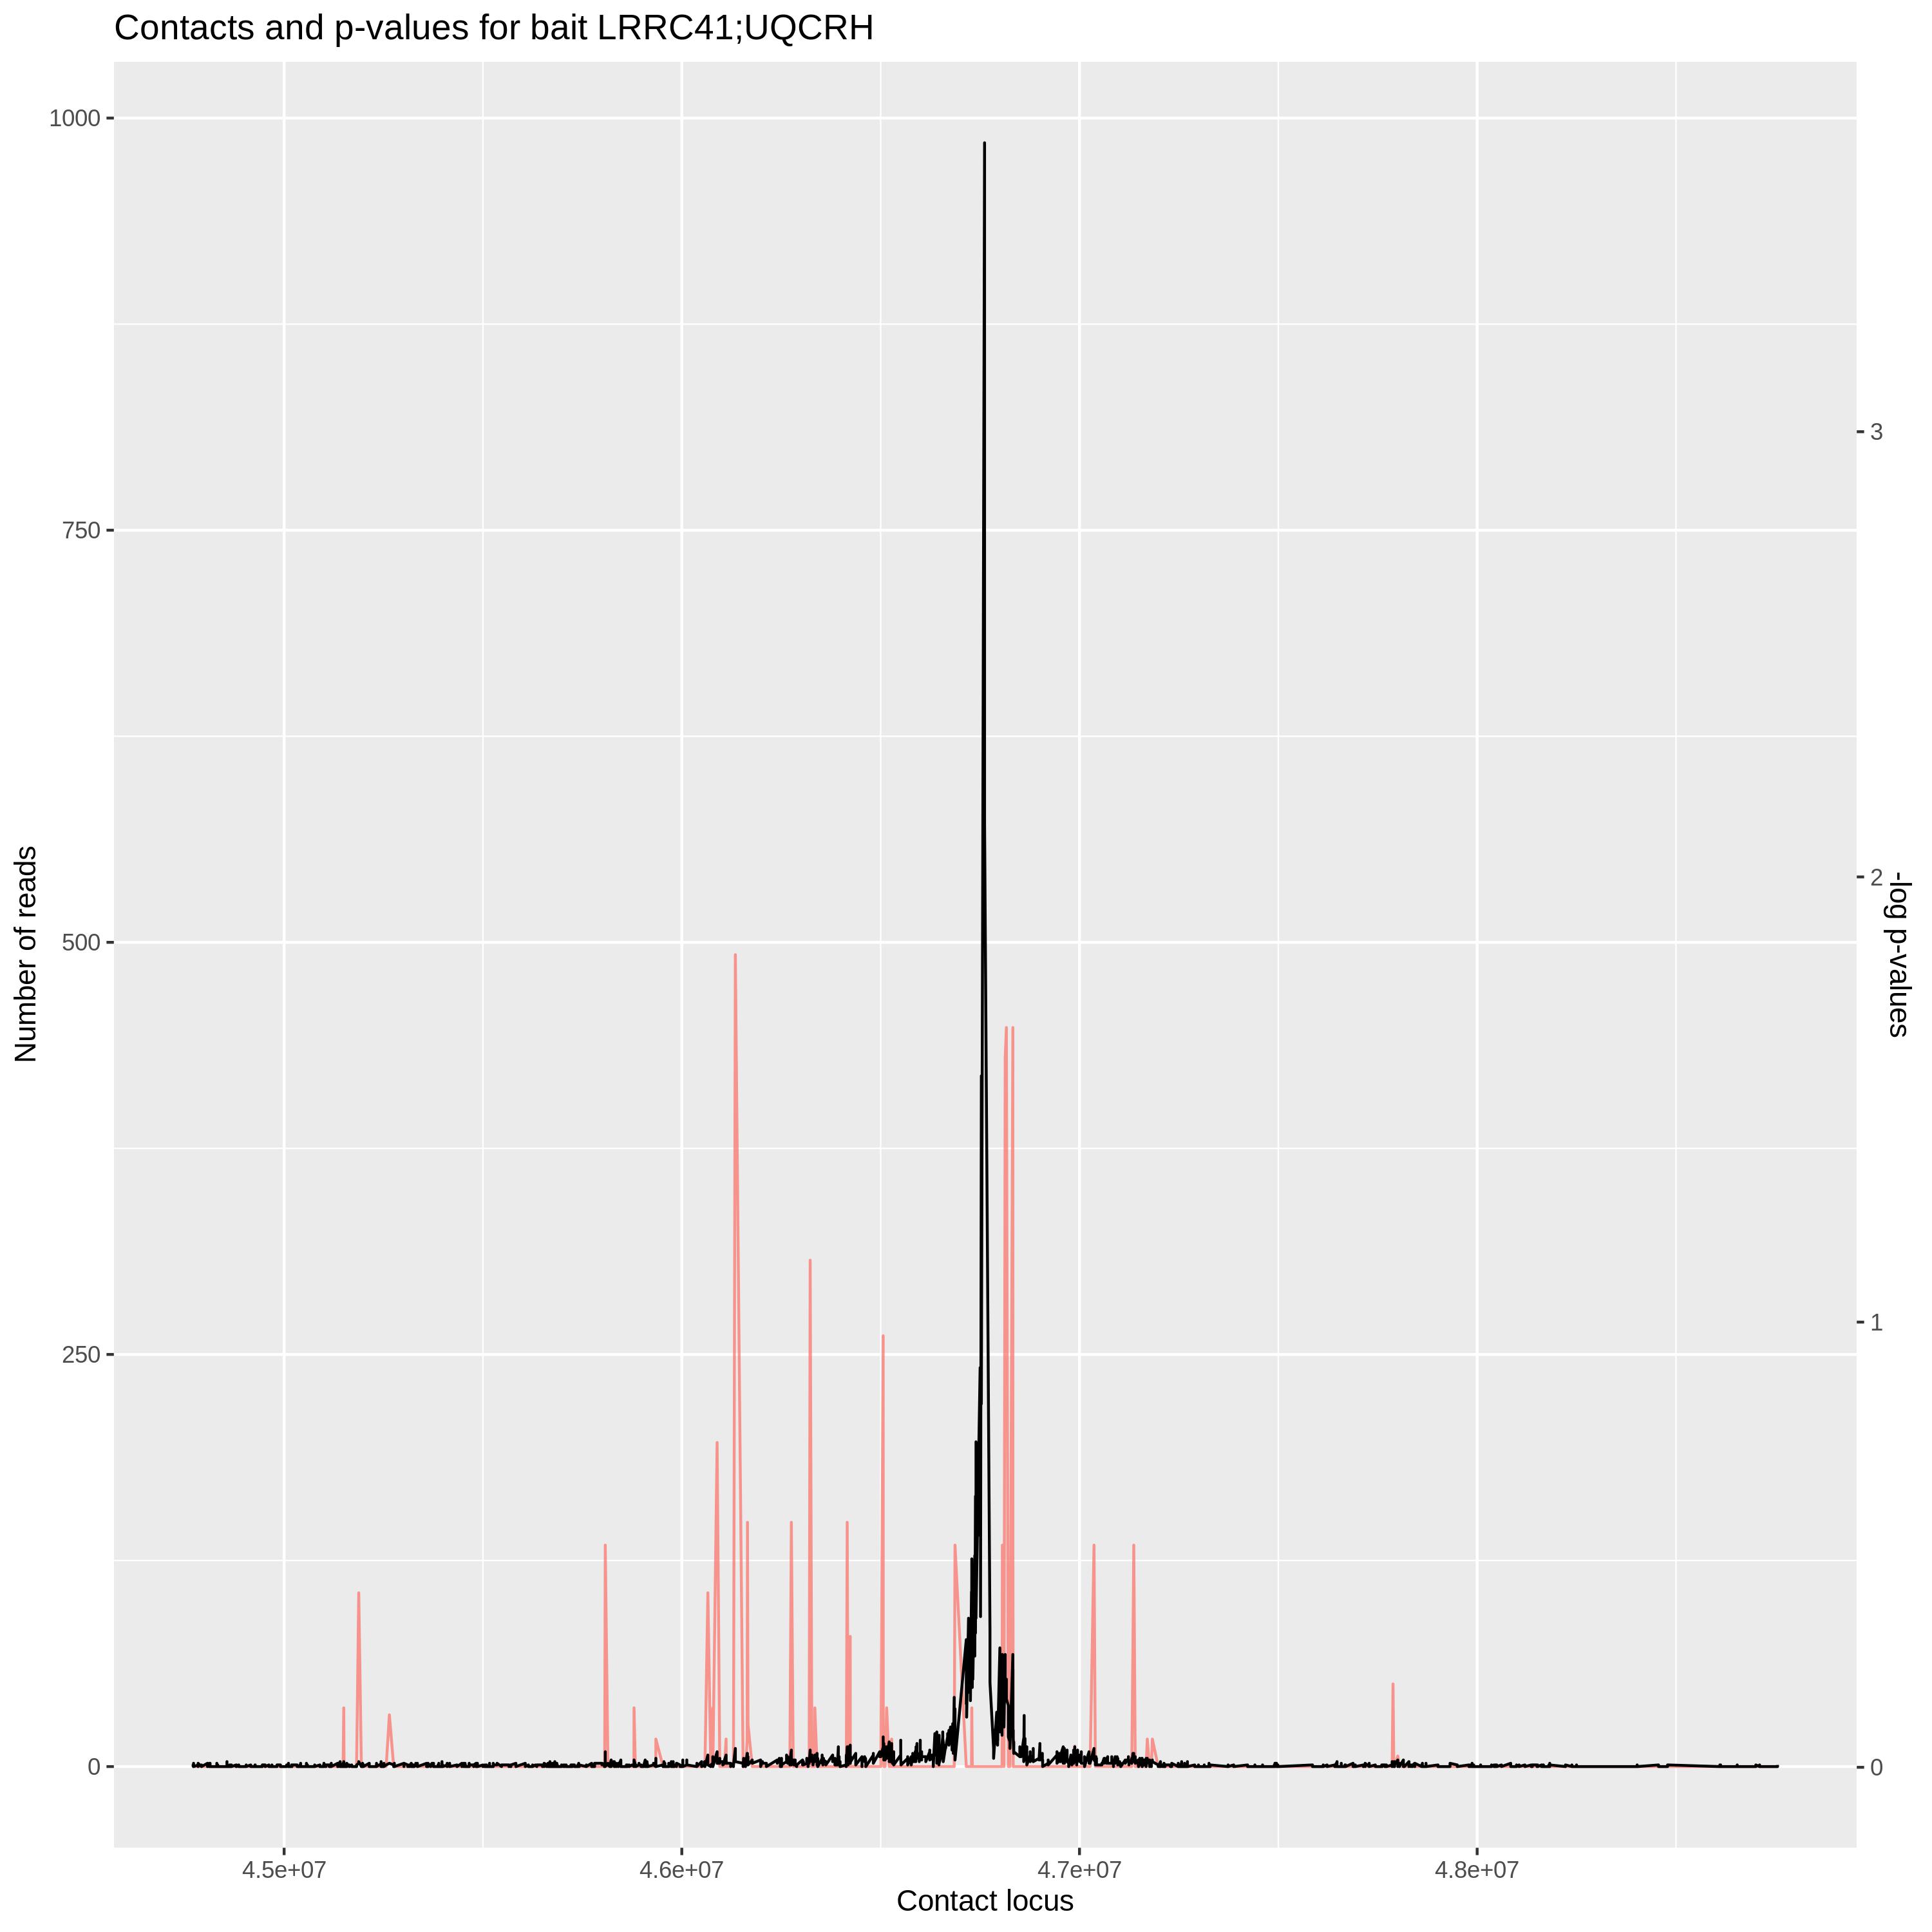 Contacts and p-values for bait LRRC41;UQCRH
1000
750
500
250
0
Number of reads
3
2
1
0
-log p-values
4.5e+07
4.6e+07
4.7e+07
4.8e+07
Contact locus